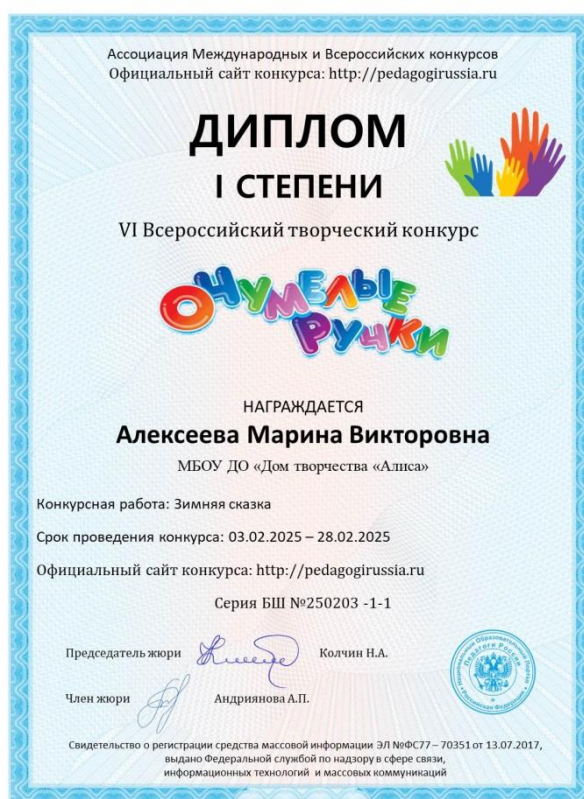 Ассоциация Международных и Всероссийских конкурсов
Официальный сайт конкурса: http://pedagogirussia.ru
ДИПЛОМ
I СТЕПЕНИ
VI Всероссийский творческий конкурс
ОЧУМЕЛЫЕ
РУЧКИ
НАГРАЖДАЕТСЯ
Алексеева Марина Викторовна
МБОУ ДО «Дом творчества «Алиса»
Конкурсная работа: Зимняя сказка
Срок проведения конкурса: 03.02.2025 – 28.02.2025
Официальный сайт конкурса: http://pedagogirussia.ru
Серия БШ №250203 -1-1
Председатель жюри Колчин Н.А.
Член жюри Андриянова А.П.
Педагоги России
Свидетельство о регистрации средства массовой информации ЭЛ №ФС77 – 70351 от 13.07.2017,
выдано Федеральной службой по надзору в сфере связи,
информационных технологий и массовых коммуникаций